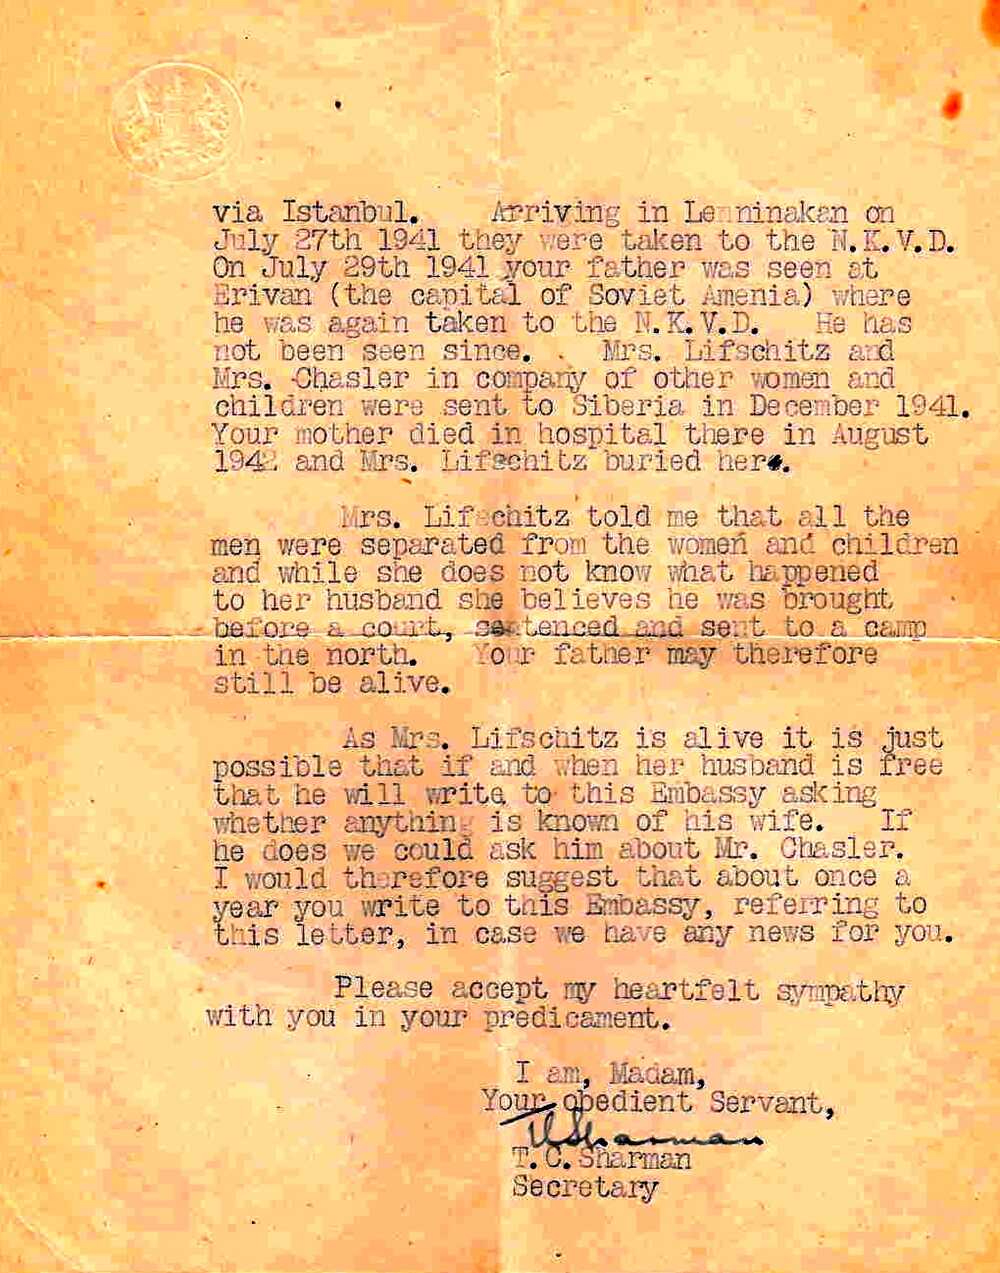 via Istanbul. Arriving in Lenninakan on
July 27th 1941 they were taken to the N.K.V.D.
On July 29th 1941 your father was seen at
Erivan (the capital of Soviet Amenia) where
he was again taken to the N.K.V.D. He has
not been seen since. Mrs. Lifschitz and
Mrs. Chasler in company of other women and
children were sent to Siberia in December 1941.
Your mother died in hospital there in August
1942 and Mrs. Lifschitz buried her.
Mrs. Lifschitz told me that all the
men were separated from the women and children
and while she does not know what happened
to her husband she believes he was brought
before a court, sentenced and sent to a camp
in the north. Your father may therefore
still be alive.
As Mrs. Lifschitz is alive it is just
possible that if and when her husband is free
that he will write to this Embassy asking
whether anything is known of his wife. If
he does we could ask him about Mr. Chasler.
I would therefore suggest that about once a
year you write to this Embassy, referring to
this letter, in case we have any news for you.
Please accept my heartfelt sympathy
with you in your predicament.
I am, Madam,
Your obedient Servant,
TCSharman
T.C.Sharman
Secretary